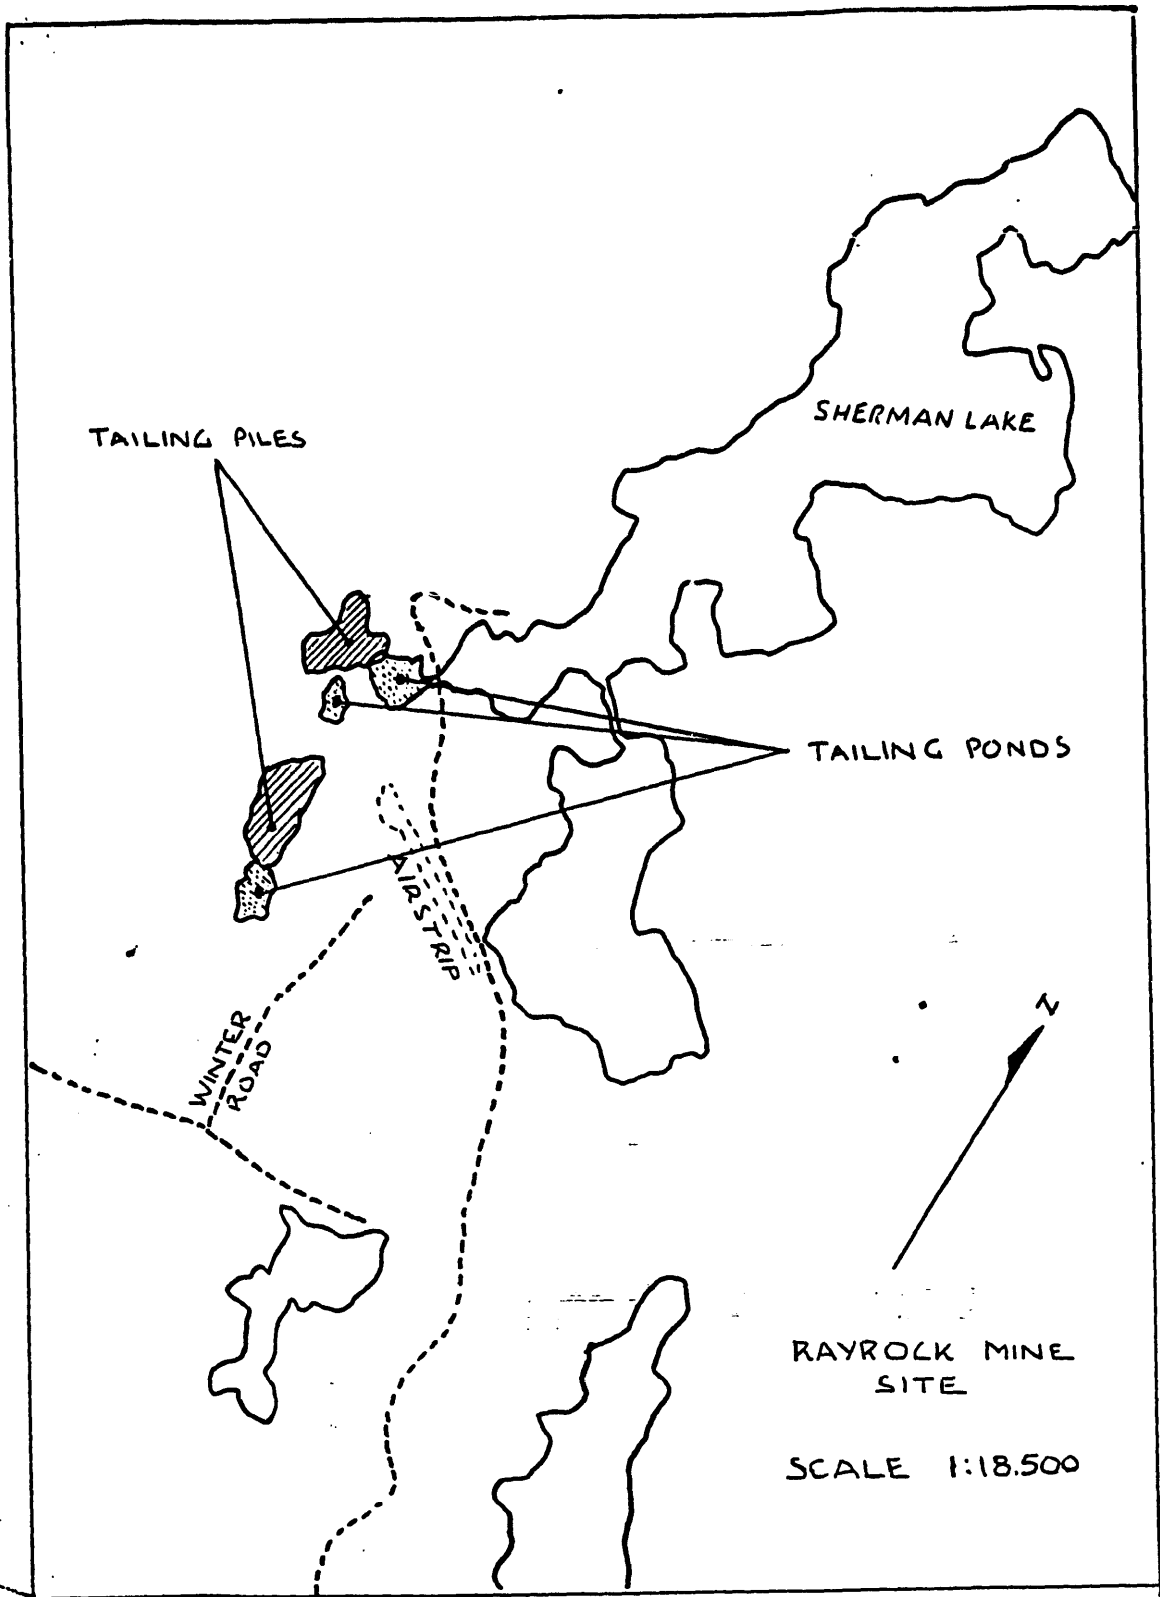 SHERMAN LAKE
TAILING PILES
TAILING PONDS
AIRSTRIP
WINTER
ROAD
N
RAYROCK MINE
SITE
SCALE 1:18.500